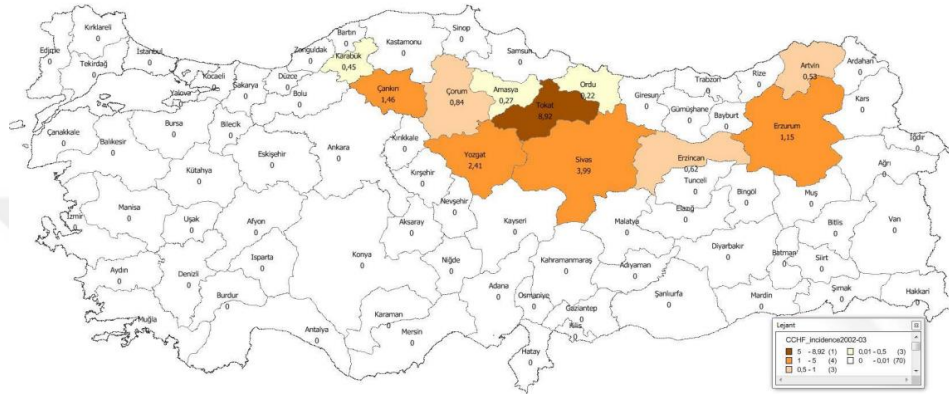 Kırklareli
0
Edirne
0
Tekirdağ
0
İstanbul
0
Kocaeli
0
Yalova
0
Sakarya
0
Düzce
0
Bolu
0
Zonguldak
0
Bartın
0
Karabük
0,45
Kastamonu
0
Sinop
0
Samsun
0
Çankırı
1,46
Çorum
0,84
Amasya
0,27
Tokat
8,92
Ordu
0,22
Giresun
0
Trabzon
0
Gümüşhane
0
Bayburt
0
Rize
0
Artvin
0,53
Ardahan
0
Kars
0
Erzurum
1,15
Iğdır
0
Ağrı
0
Çanakkale
0
Balıkesir
0
Bursa
0
Bilecik
0
Eskişehir
0
Kütahya
0
Ankara
0
Kırıkkale
0
Kırşehir
0
Yozgat
2,41
Sivas
3,99
Erzincan
0,62
Tunceli
0
Bingöl
0
Muş
0
Elazığ
0
Malatya
0
Bitlis
0
Van
0
Manisa
0
İzmir
0
Uşak
0
Afyon
0
Konya
0
Aksaray
0
Nevşehir
0
Kayseri
0
Niğde
0
Kahramanmaraş
0
Adıyaman
0
Diyarbakır
0
Batman
0
Siirt
0
Şırnak
0
Hakkari
0
Mardin
0
Şanlıurfa
0
Gaziantep
0
Kilis
0
Osmaniye
0
Adana
0
Hatay
0
Mersin
0
Karaman
0
Antalya
0
Isparta
0
Burdur
0
Denizli
0
Aydın
0
Muğla
0
Lejant
CCHF_incidence2002-03
5 - 8,92 (1)
1 - 5 (4)
0,5 - 1 (3)
0,01 - 0,5 (3)
0 - 0,01 (70)